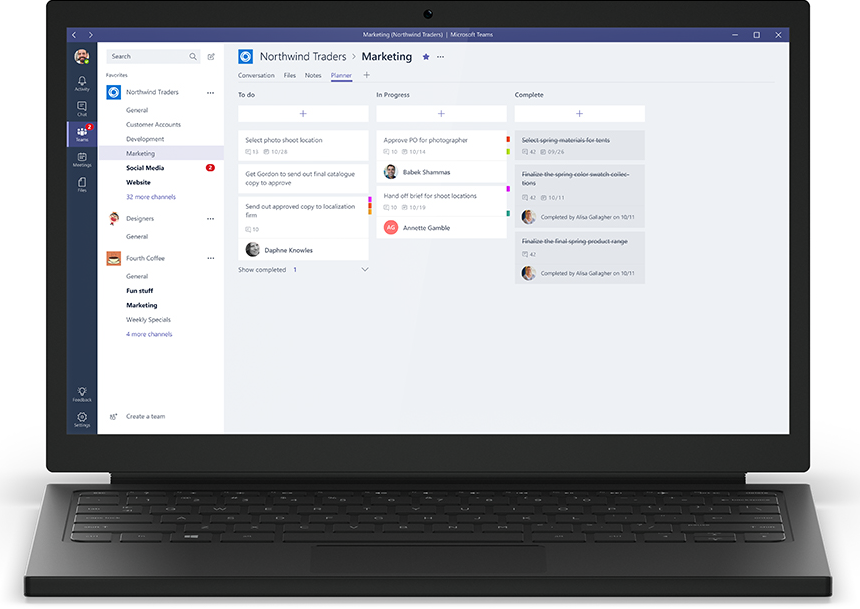 Marketing (Northwind Traders) | Microsoft Teams
Activity
Chat
2
Teams
Meetings
Files
Feedback
Settings
Search
Favorites
Northwind Traders
General
Customer Accounts
Development
Marketing
Social Media 2
Website
32 more channels
Designers
General
Fourth Coffee
General
Fun stuff
Marketing
Weekly Specials
4 more channels
Create a team
Northwind Traders > Marketing
Conversation Files Notes Planner +
To do
+
Select photo shoot location
10/28
Get Gordon to send out final catalogue
copy to approve
Send out approved copy to localization
firm
10
Daphne Knowles
Show completed 1
In Progress
+
Approve PO for photographer
10 10/14
Babek Shammas
Hand off brief for shoot locations
10 10/19
AG Annette Gamble
Complete
+
Select spring materials for tents
42 09/26
Finalize the spring color swatch collec-
tions
42 10/11
Completed by Alisa Gallagher on 10/11
Finalize the final spring product range
42
Completed by Alisa Gallagher on 10/11